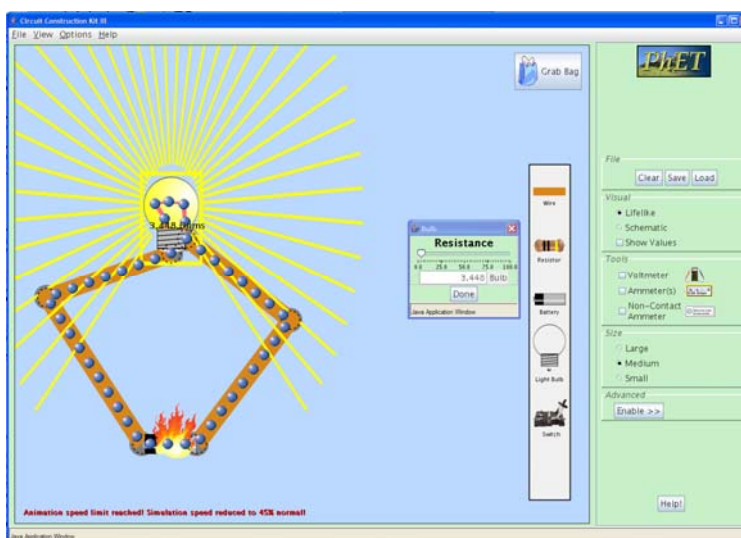 Circuit Construction Kit III
File View Options Help
Grab Bag
PhET
3.448 Ohms
Wire
Resistor
Battery
Light Bulb
Switch
Bulb
Resistance
0.0 25.0 50.0 75.0 100.0
3.448 Bulb
Done
Java Application Window
File
Clear Save Load
Visual
Lifelike
Schematic
Show Values
Tools
Voltmeter
Ammeter(s)
Non-Contact
Ammeter
Size
Large
Medium
Small
Advanced
Enable >>
Help!
Animation speed limit reached! Simulation speed reduced to 45% normal!
Java Application Window